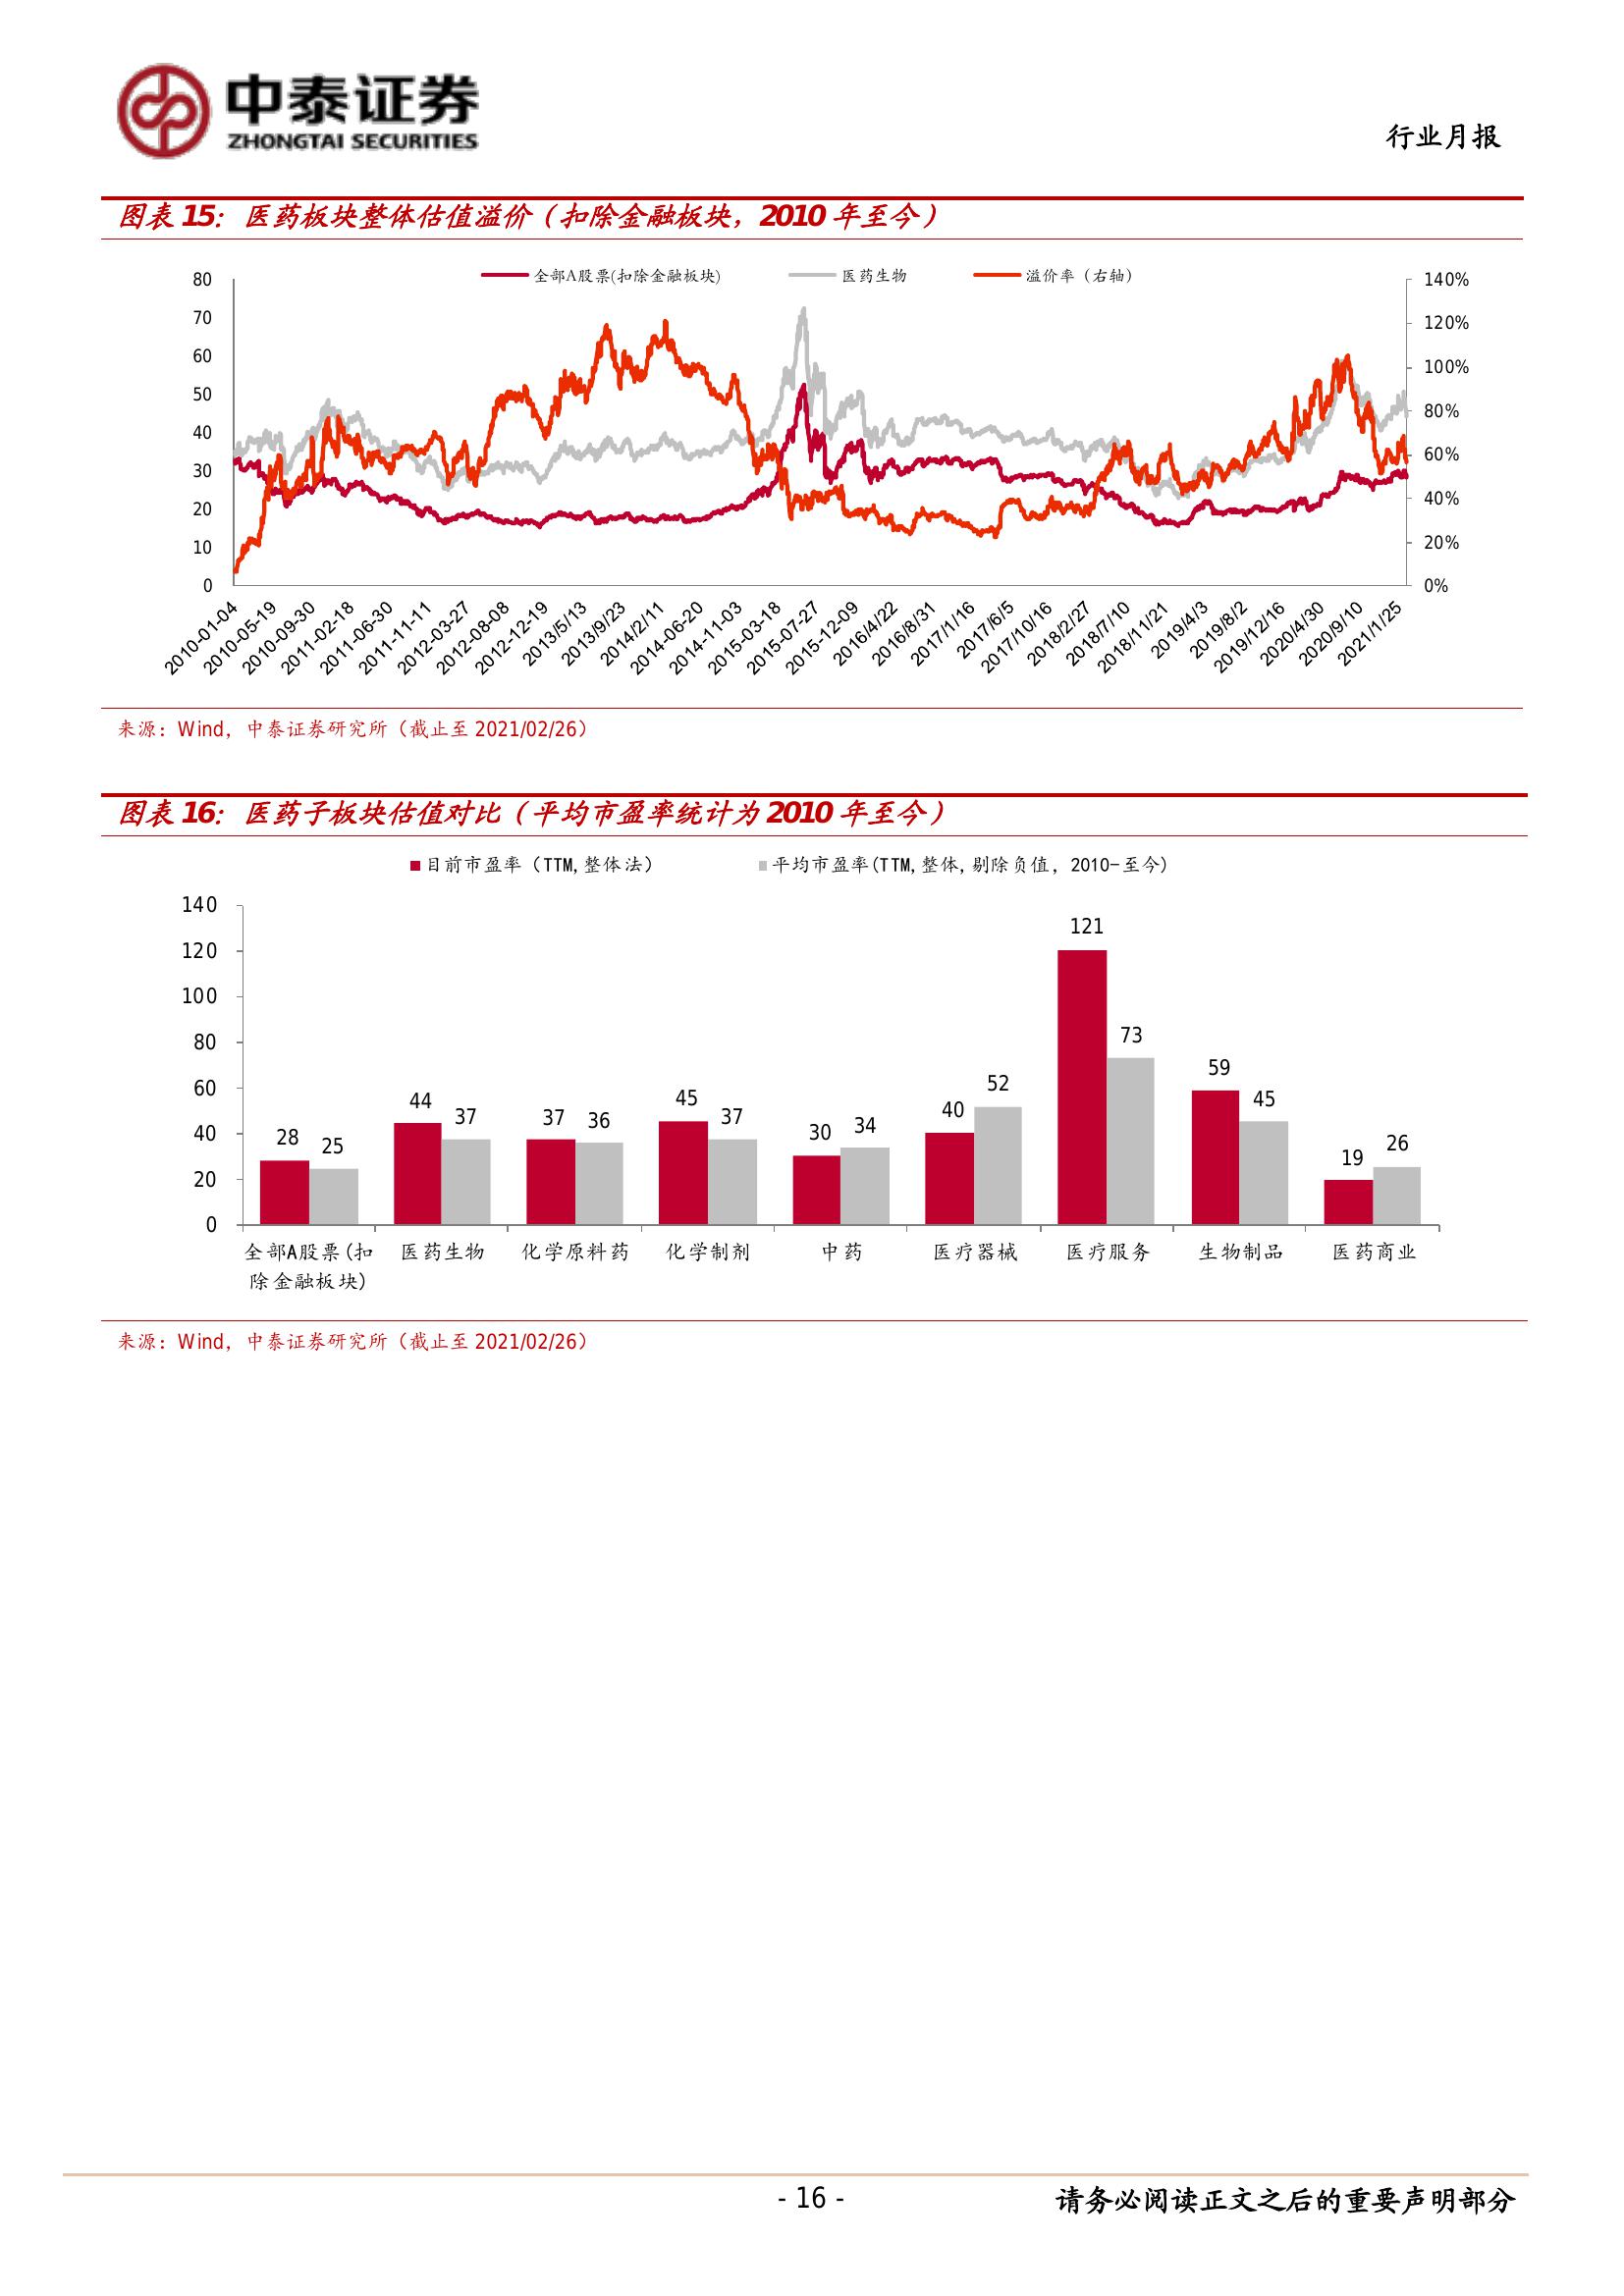 中泰证券
ZHONGTAI SECURITIES
行业月报
图表 15：医药板块整体估值溢价（扣除金融板块，2010 年至今）
全部A股票(扣除金融板块) 医药生物 溢价率（右轴）
80 140%
70 120%
60 100%
50 80%
40 60%
30 40%
20 20%
10 0%
0
2010-01-04 2010-05-19 2010-09-30 2011-02-18 2011-06-30 2011-11-11 2012-03-27 2012-08-08 2012-12-19 2013/5/13 2013/9/23 2014/2/11 2014-06-20 2014-11-03 2015-03-18 2015-07-27 2015-12-09 2016/4/22 2016/8/31 2017/1/16 2017/6/5 2017/10/16 2018/2/27 2018/7/10 2018/11/21 2019/4/3 2019/8/2 2019/12/16 2020/4/30 2020/9/10 2021/1/25
来源：Wind，中泰证券研究所（截止至 2021/02/26）
图表 16：医药子板块估值对比（平均市盈率统计为 2010 年至今）
目前市盈率（TTM,整体法） 平均市盈率(TTM,整体,剔除负值，2010-至今)
140
120
100
80
60
40
20
0
28 25 44 37 37 36 45 37 30 34 40 52 121 73 59 45 19 26
全部A股票(扣除金融板块) 医药生物 化学原料药 化学制剂 中药 医疗器械 医疗服务 生物制品 医药商业
来源：Wind，中泰证券研究所（截止至 2021/02/26）
- 16 -
请务必阅读正文之后的重要声明部分